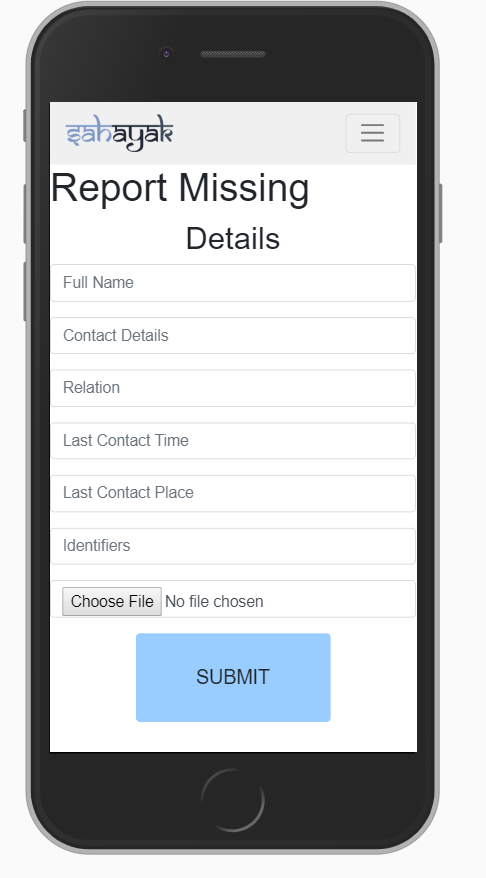 sahayak
Report Missing
Details
Full Name
Contact Details
Relation
Last Contact Time
Last Contact Place
Identifiers
Choose File No file chosen
SUBMIT